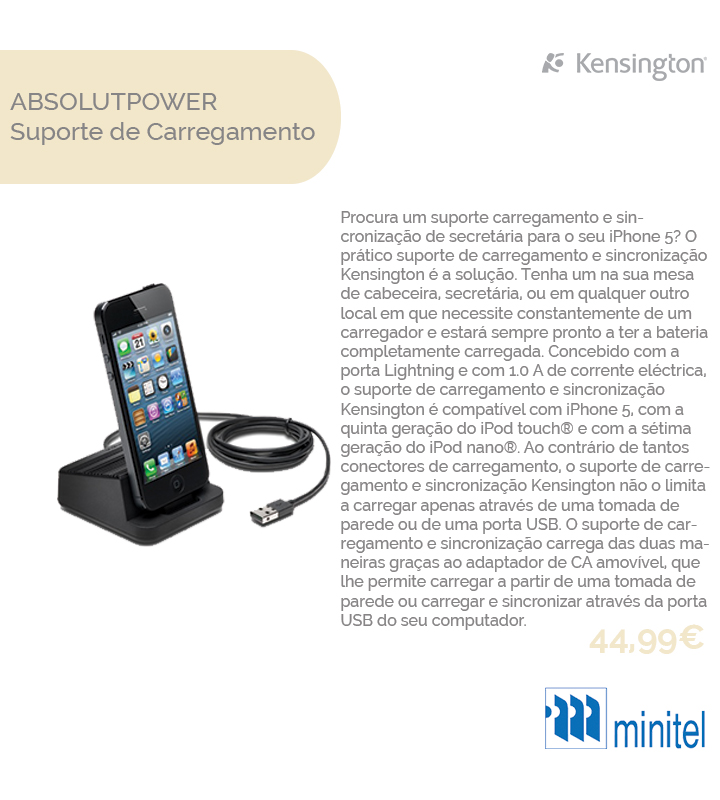 Kensington
ABSOLUTPOWER
Suporte de Carregamento
Procura um suporte carregamento e sin-
cronização de secretária para o seu iPhone 5? O
prático suporte de carregamento e sincronização
Kensington é a solução. Tenha um na sua mesa
de cabeceira, secretária, ou em qualquer outro
local em que necessite constantemente de um
carregador e estará sempre pronto a ter a bateria
completamente carregada. Concebido com a
porta Lightning e com 1.0 A de corrente eléctrica,
o suporte de carregamento e sincronização
Kensington é compatível com iPhone 5, com a
quinta geração do iPod touch® e com a sétima
geração do iPod nano®. Ao contrário de tantos
conectores de carregamento, o suporte de carre-
gamento e sincronização Kensington não o limita
a carregar apenas através de uma tomada de
parede ou de uma porta USB. O suporte de car-
regamento e sincronização carrega das duas ma-
neiras graças ao adaptador de CA amovível, que
lhe permite carregar a partir de uma tomada de
parede ou carregar e sincronizar através da porta
USB do seu computador.
44,99€
minitel